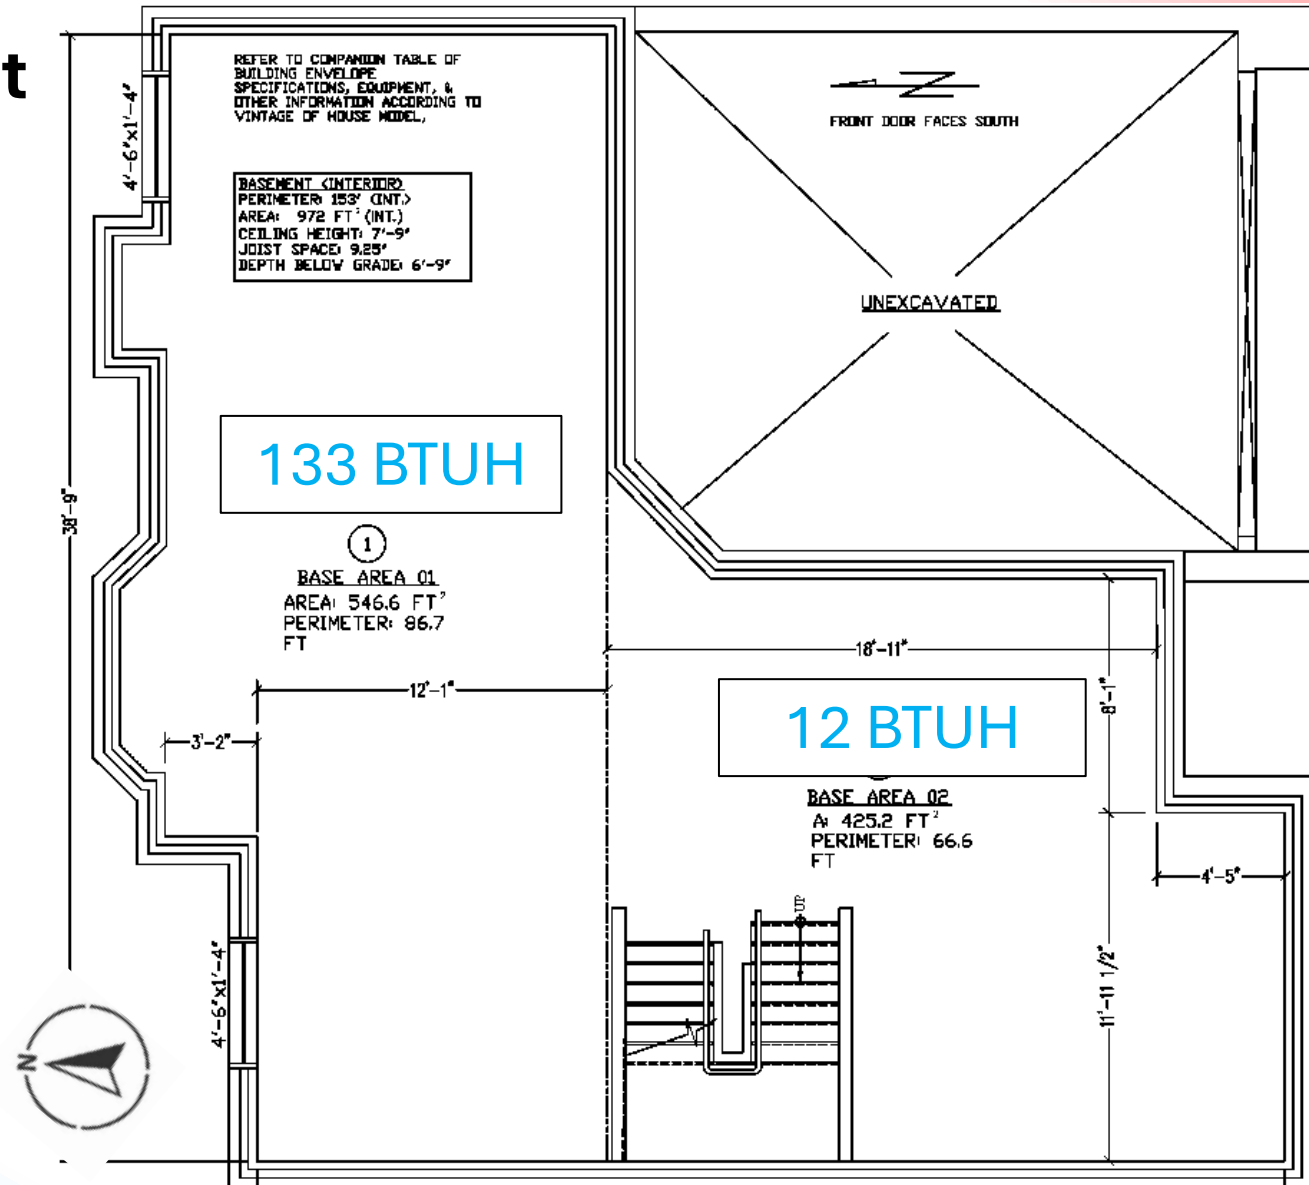 t
REFER TO COMPANION TABLE OF
BUILDING ENVELOPE
SPECIFICATIONS, EQUIPMENT, &
OTHER INFORMATION ACCORDING TO
VINTAGE OF HOUSE MODEL,
FRONT DOOR FACES SOUTH
4'-6"x1'-4"
BASEMENT (INTERIOR)
PERIMETER: 153' (INT.)
AREA: 972 FT² (INT.)
CEILING HEIGHT: 7'-9"
JOIST SPACE: 9.25"
DEPTH BELOW GRADE: 6'-9"
UNEXCAVATED
133 BTUH
38'-9"
1
BASE AREA 01
AREA: 546.6 FT²
PERIMETER: 86.7
FT
18'-11"
12'-1"
8'-1"
3'-2"
12 BTUH
BASE AREA 02
A: 425.2 FT²
PERIMETER: 66.6
FT
4'-5"
UP
4'-6"x1'-4"
11'-11 1/2"
N